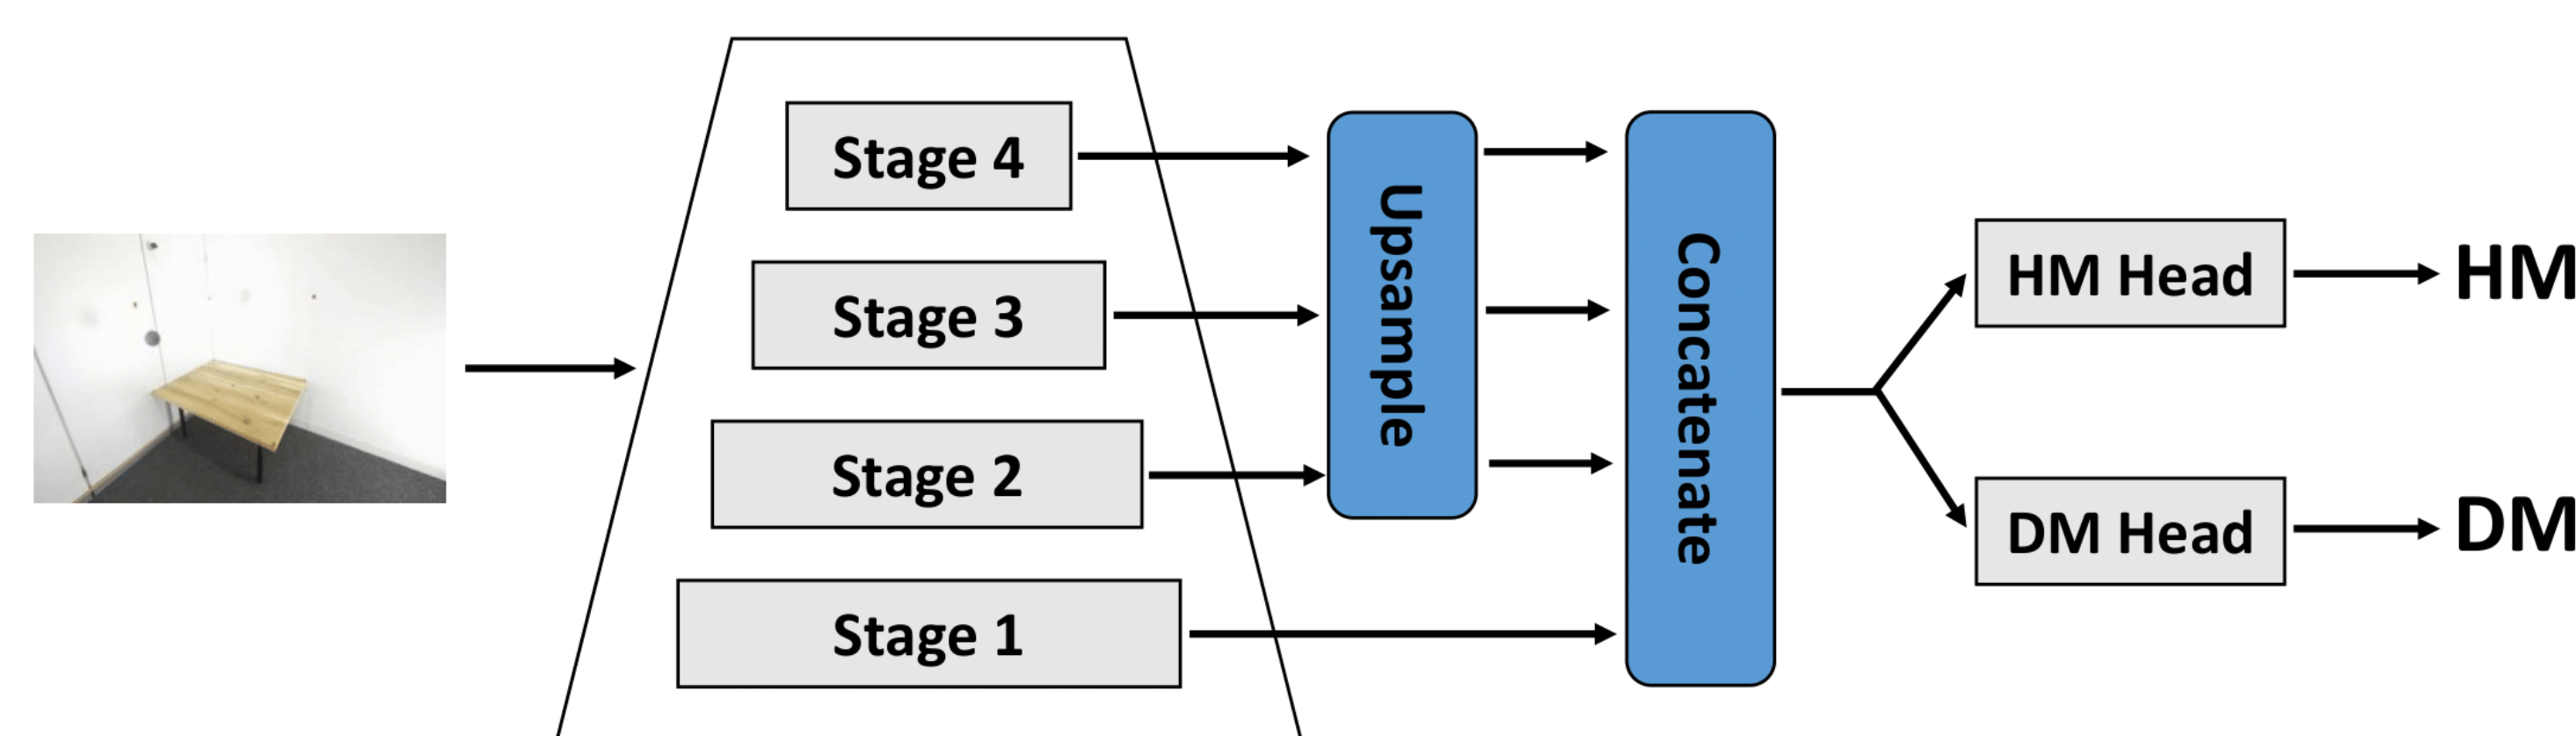 Stage 4
Stage 3
Stage 2
Stage 1
Upsample
Concatenate
HM Head
HM
DM Head
DM